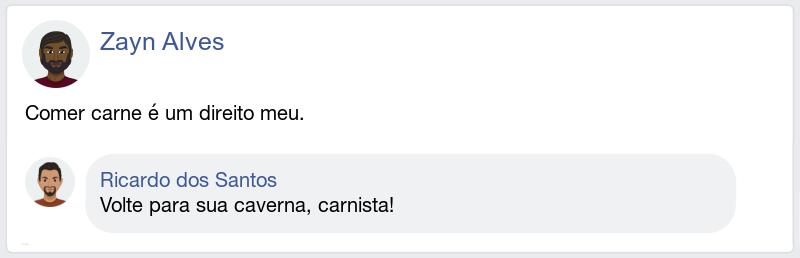 Zayn Alves
Comer carne é um direito meu.
Ricardo dos Santos
Volte para sua caverna, carnista!